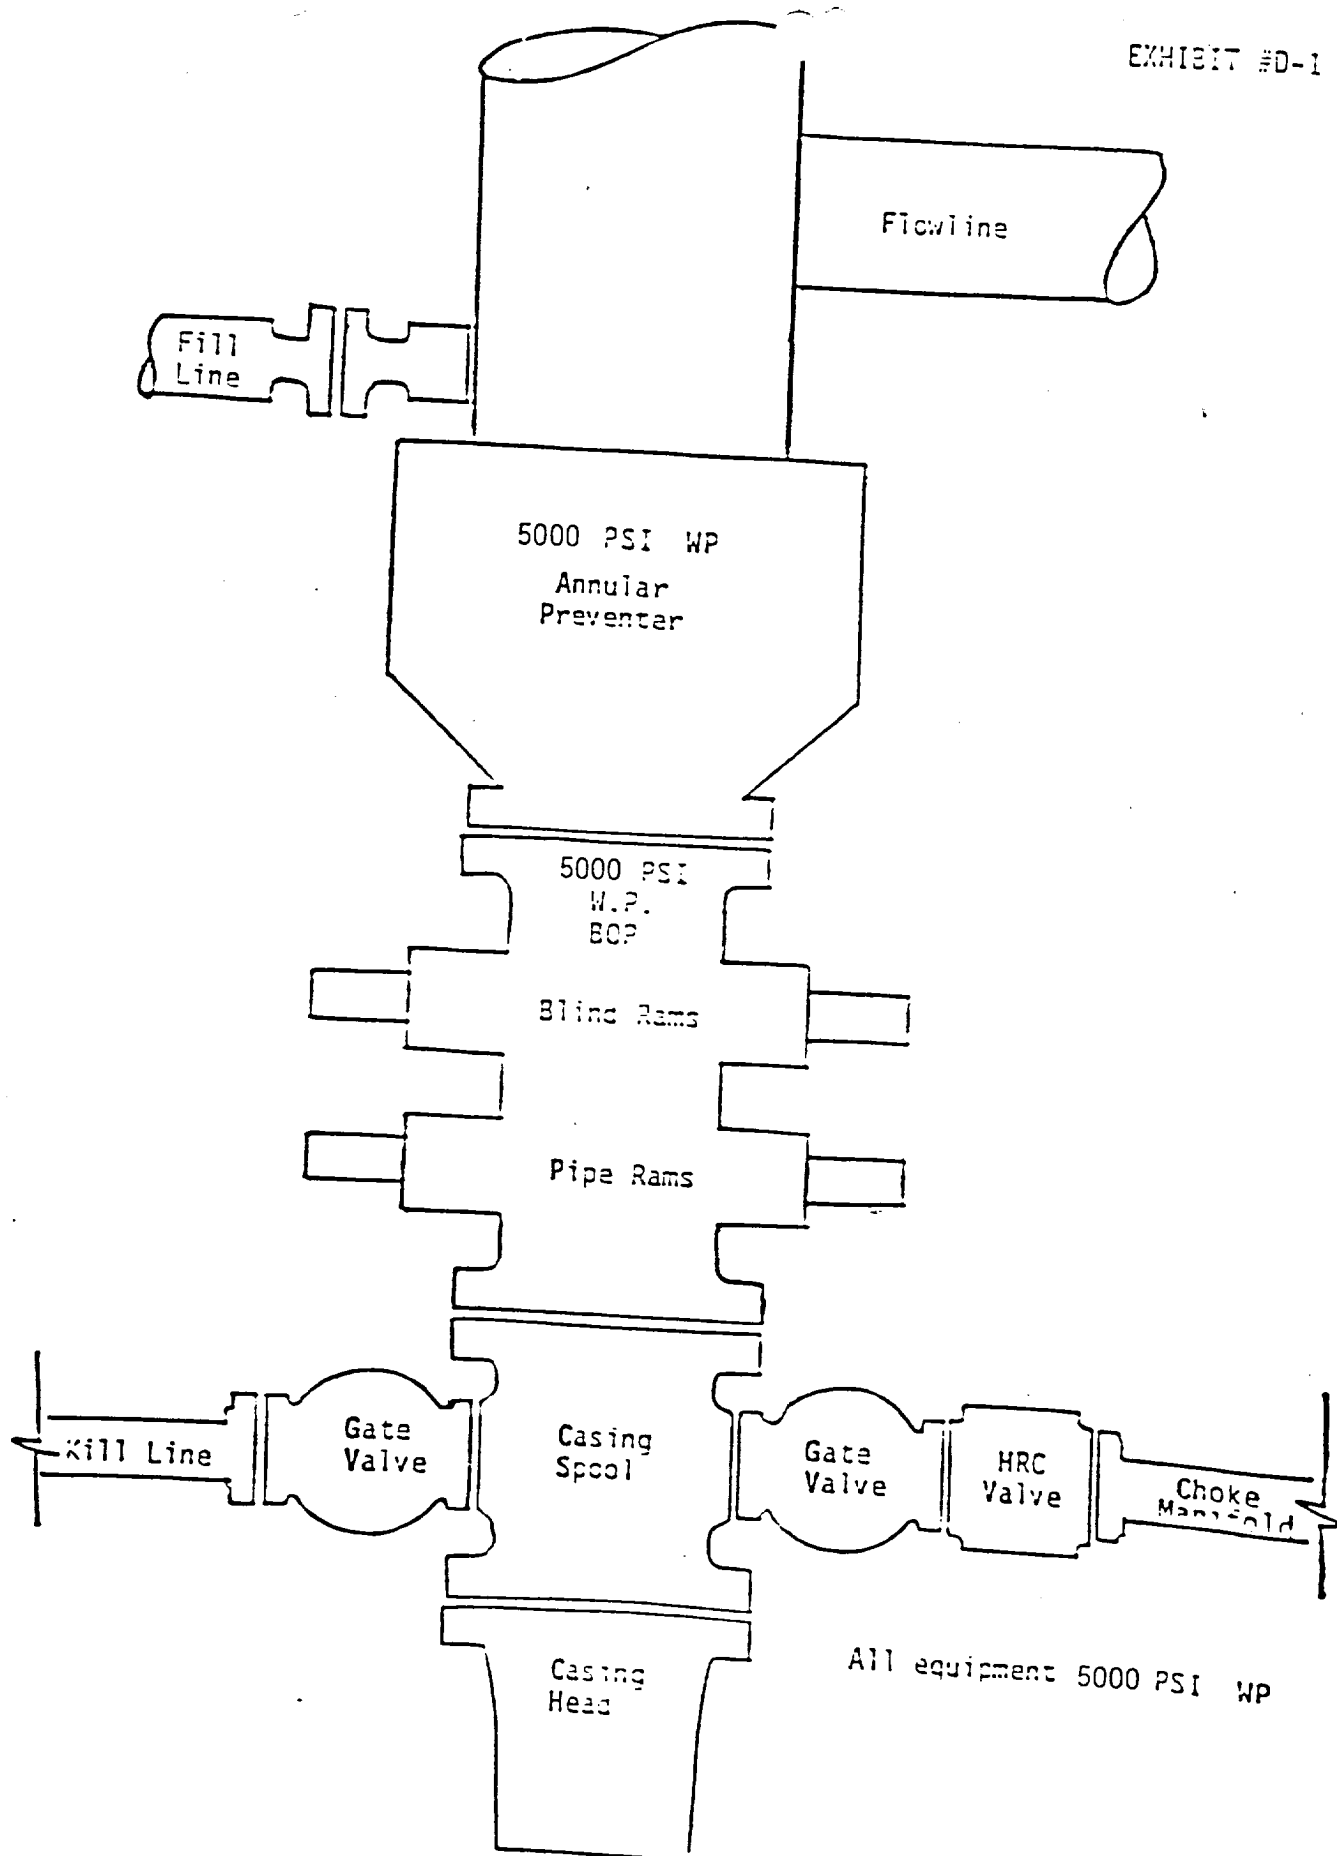 EXHIBIT #D-1
Flowline
Fill
Line
5000 PSI WP
Annular
Preventer
5000 PSI
W.P.
BOP
Blind Rams
Pipe Rams
Kill Line
Gate
Valve
Casing
Spool
Gate
Valve
HRC
Valve
Choke
Manifold
Casing
Head
All equipment 5000 PSI WP